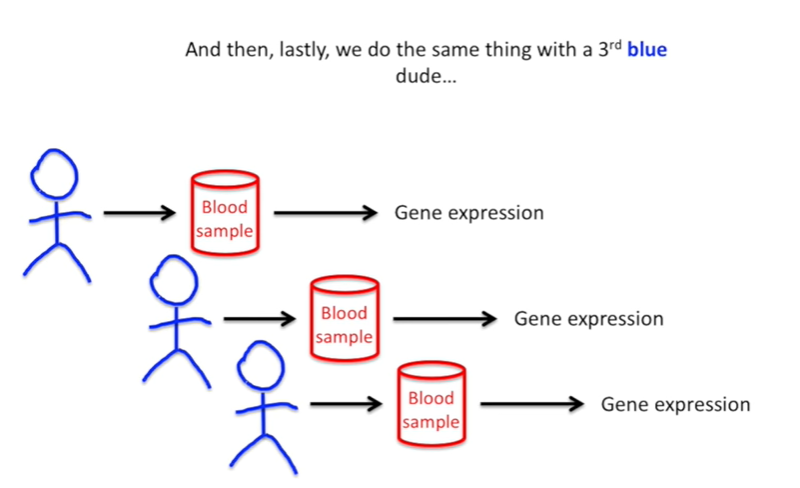 And then, lastly, we do the same thing with a 3rd blue
dude...
Blood
sample
Gene expression
Blood
sample
Gene expression
Blood
sample
Gene expression